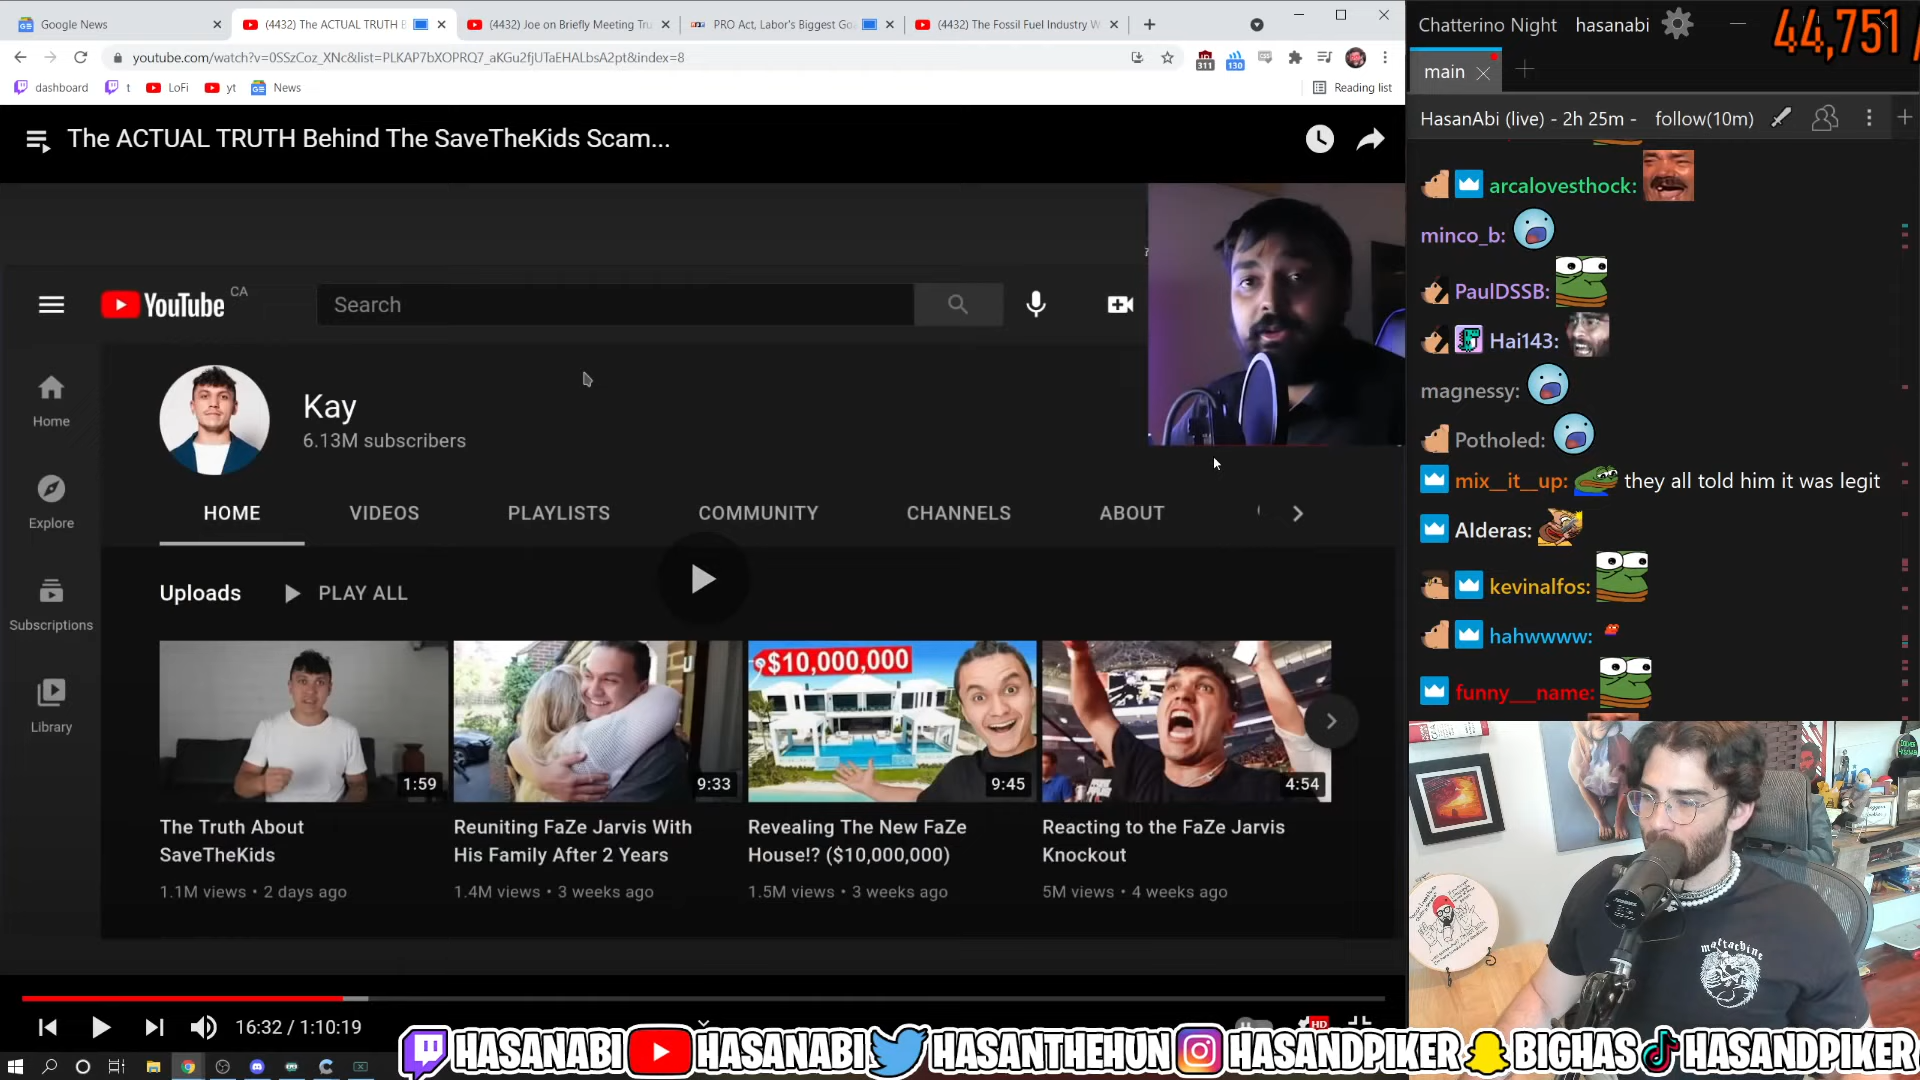 Google News
(4432) The ACTUAL TRUTH B
(4432) Joe on Briefly Meeting Tru
PRO Act, Labor's Biggest Go
(4432) The Fossil Fuel Industry W
youtube.com/watch?v=0SSzCoz_XNc&list=PLKAP7bXOPRQ7_aKGu2fjUTaEHALbsA2pt&index=8
311
130
dashboard
t
LoFi
yt
News
Reading list
The ACTUAL TRUTH Behind The SaveTheKids Scam...
YouTube CA
Search
Home
Explore
Subscriptions
Library
Kay
6.13M subscribers
HOME
VIDEOS
PLAYLISTS
COMMUNITY
CHANNELS
ABOUT
Uploads
PLAY ALL
1:59
9:33
$10,000,000
9:45
4:54
The Truth About
SaveTheKids
1.1M views • 2 days ago
Reuniting FaZe Jarvis With
His Family After 2 Years
1.4M views • 3 weeks ago
Revealing The New FaZe
House!? ($10,000,000)
1.5M views • 3 weeks ago
Reacting to the FaZe Jarvis
Knockout
5M views • 4 weeks ago
16:32 / 1:10:19
HD
Chatterino Night
hasanabi
44,751 /
main
HasanAbi (live) - 2h 25m -
follow(10m)
arcalovesthock:
minco_b:
PaulDSSB:
Hai143:
magnessy:
Potholed:
mix__it__up: they all told him it was legit
Alderas:
kevinalfos:
hahwwww:
funny___name:
HASANABI
HASANABI
HASANTHEHUN
HASANDPIKER
BIGHAS
HASANDPIKER